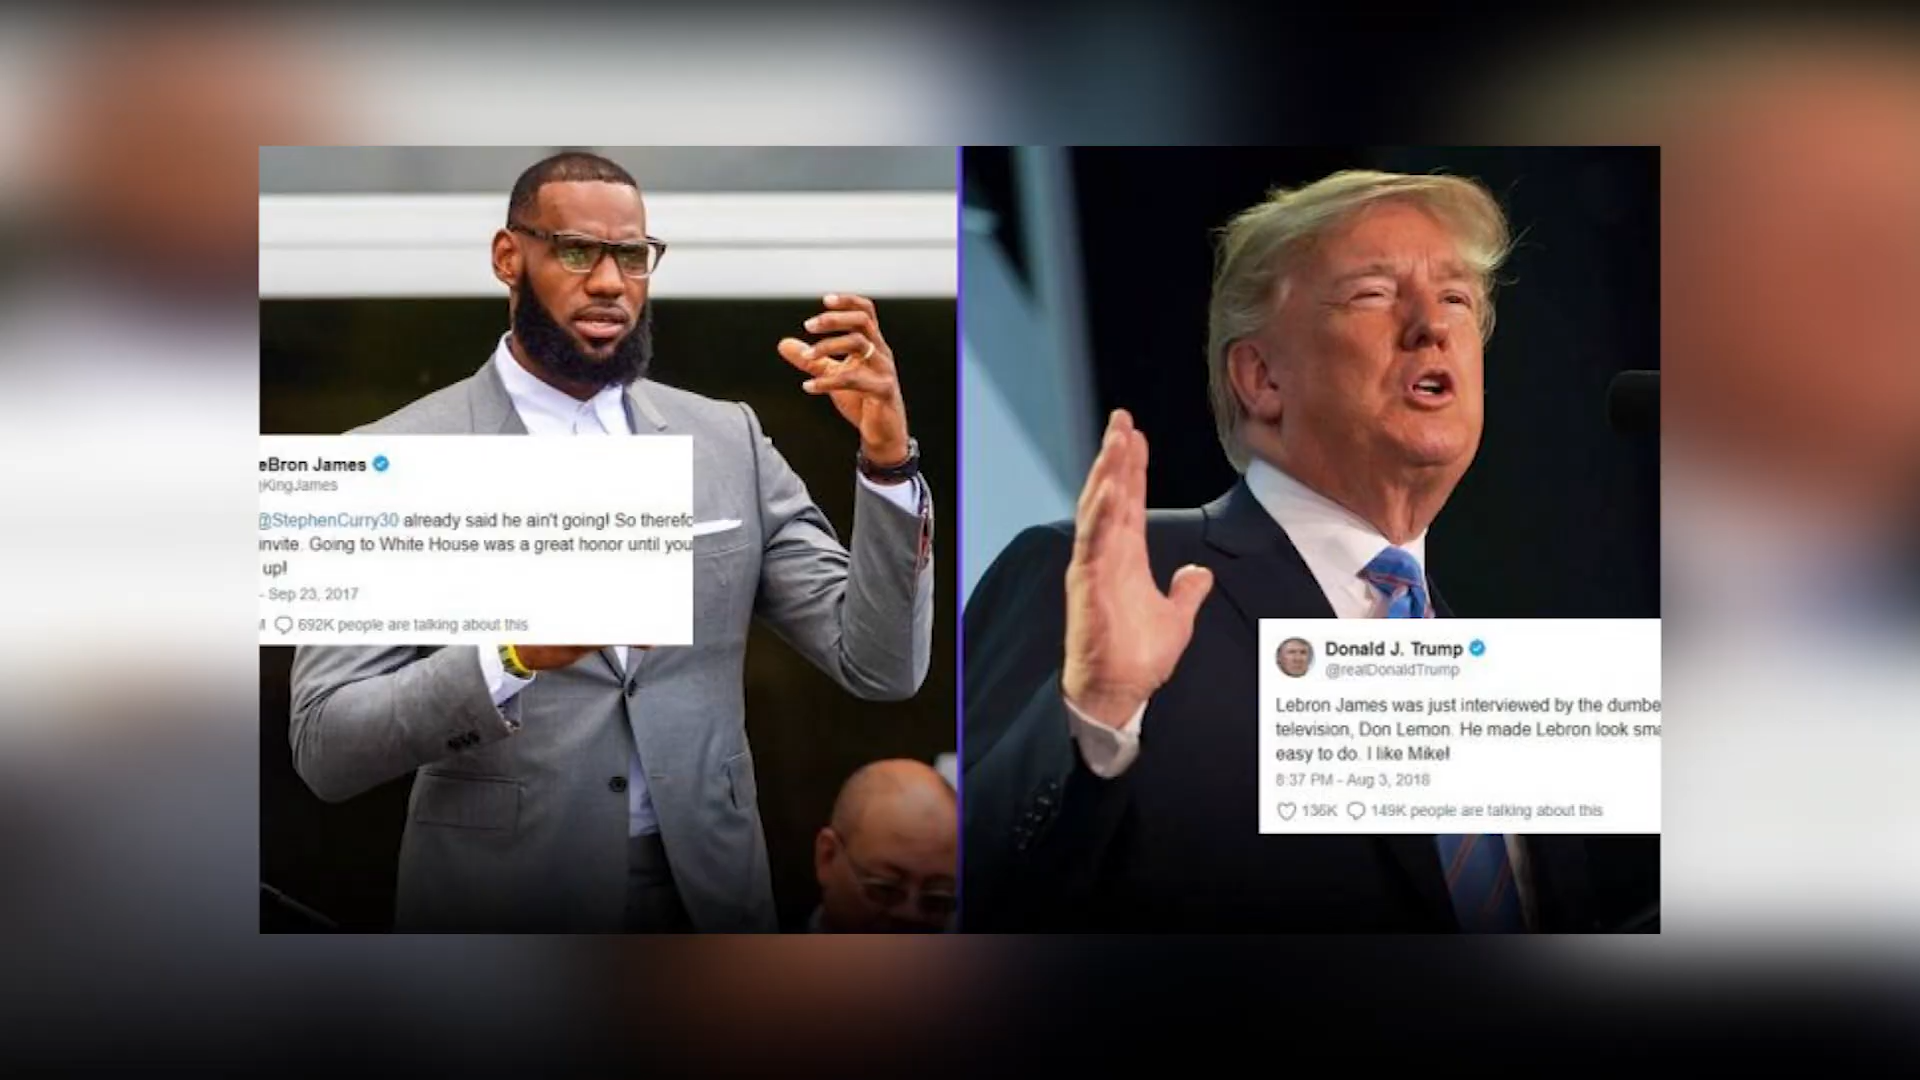 eBron James
@KingJames
@StephenCurry30 already said he ain't going! So therefo
invite. Going to White House was a great honor until you
up!
- Sep 23, 2017
692K people are talking about this
Donald J. Trump
@realDonaldTrump
Lebron James was just interviewed by the dumbe
television, Don Lemon. He made Lebron look sma
easy to do. I like Mike!
8:37 PM - Aug 3, 2018
136K 149K people are talking about this